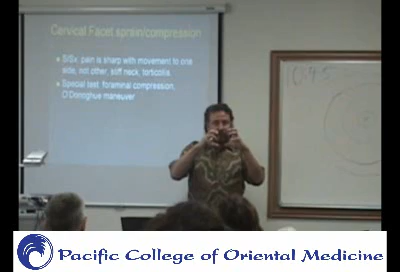 Cervical Facet sprain/compression
S/Sx: pain is sharp with movement to one
side, not other, stiff neck, torticolis.
Special test: foraminal compression,
O'Donoghue maneuver
Pacific College of Oriental Medicine